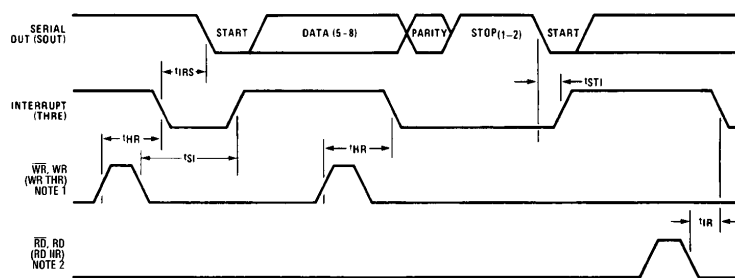 SERIAL
OUT (SOUT)
START
DATA (5-8)
PARITY
STOP(1-2)
START
tIRS
tSTI
INTERRUPT
(THRE)
tHR
tSI
tHR
WR, WR
(WR THR)
NOTE 1
tIR
RD, RD
(RD IIR)
NOTE 2